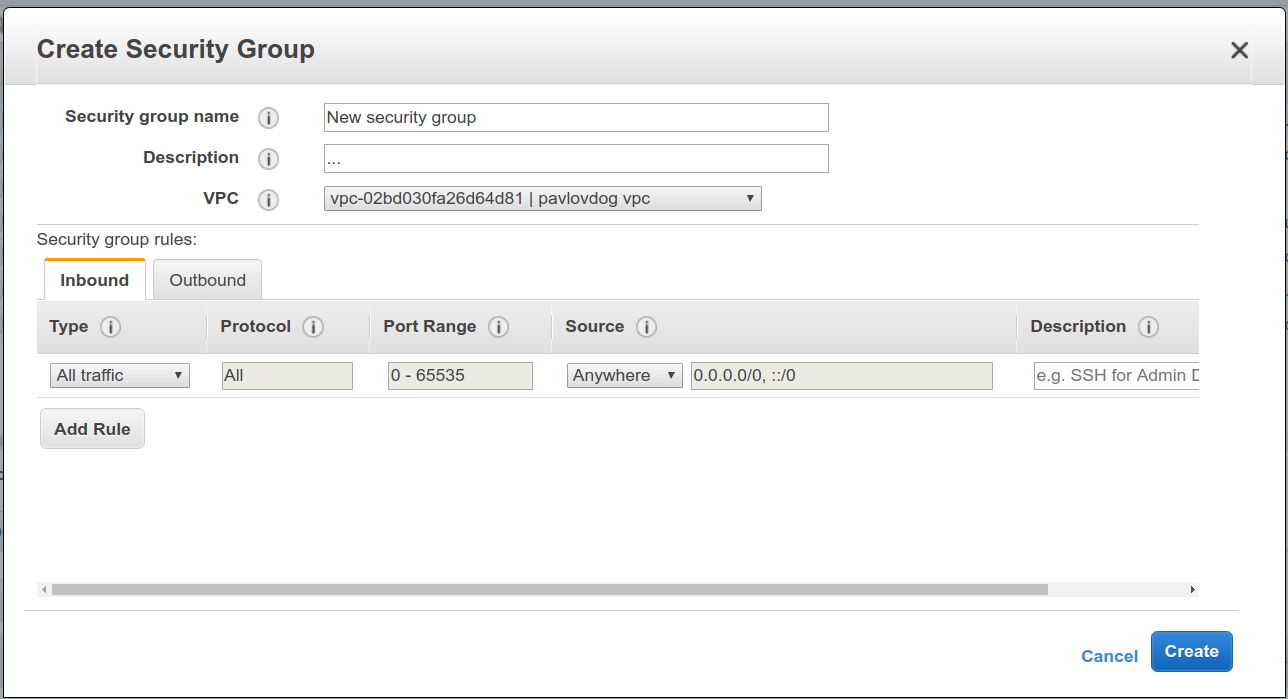 Create Security Group
Security group name
New security group
Description
...
VPC
vpc-02bd030fa26d64d81 | pavlovdog vpc
Security group rules:
Inbound Outbound
Type Protocol Port Range Source Description
All traffic All 0 - 65535 Anywhere 0.0.0.0/0, ::/0 e.g. SSH for Admin D
Add Rule
Cancel Create